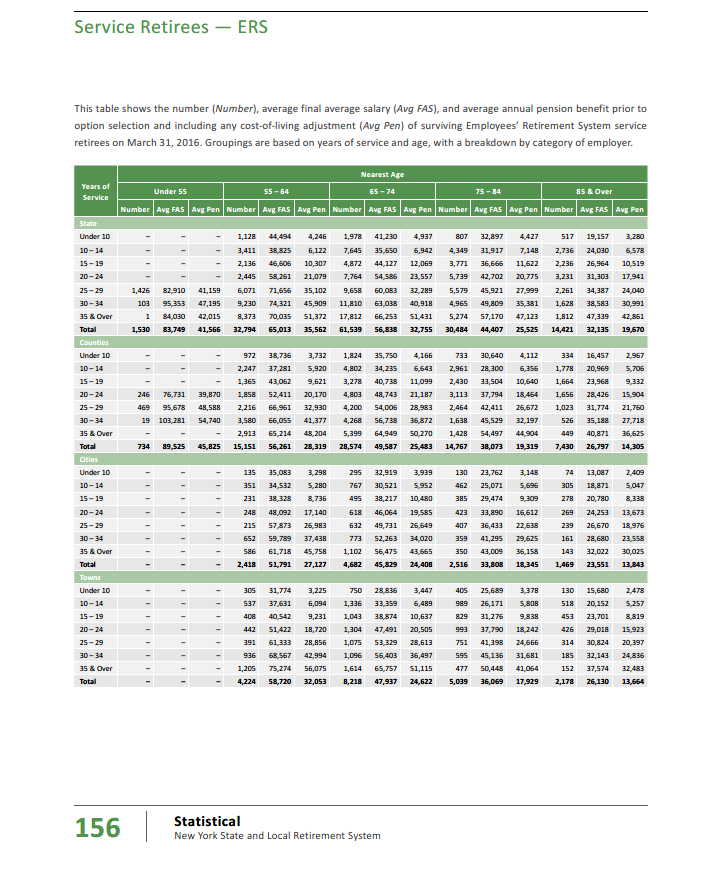 Service Retirees — ERS
This table shows the number (Number), average final average salary (Avg FAS), and average annual pension benefit prior to
option selection and including any cost-of-living adjustment (Avg Pen) of surviving Employees' Retirement System service
retirees on March 31, 2016. Groupings are based on years of service and age, with a breakdown by category of employer.
Years of Service Nearest Age
Under 55 55 – 64 65 – 74 75 – 84 85 & Over
Number Avg FAS Avg Pen Number Avg FAS Avg Pen Number Avg FAS Avg Pen Number Avg FAS Avg Pen Number Avg FAS Avg Pen
State
Under 10 – – – 1,128 44,494 4,246 1,978 41,230 4,937 807 32,897 4,427 517 19,157 3,280
10 – 14 – – – 3,411 38,825 6,122 7,645 35,650 6,942 4,349 31,917 7,148 2,736 24,030 6,578
15 – 19 – – – 2,136 46,606 10,307 4,872 44,127 12,069 3,771 36,666 11,622 2,236 26,964 10,519
20 – 24 – – – 2,445 58,261 21,079 7,764 54,586 23,557 5,739 42,702 20,775 3,231 31,303 17,941
25 – 29 1,426 82,910 41,159 6,071 71,656 35,102 9,658 60,083 32,289 5,279 45,921 27,999 2,261 34,387 24,040
30 – 34 103 95,353 47,195 9,230 74,321 45,909 11,810 63,038 40,918 4,965 49,809 35,381 1,628 38,583 30,991
35 & Over 1 84,030 42,015 8,373 70,035 51,372 17,812 66,253 51,431 5,574 57,170 47,123 1,812 47,339 42,861
Total 1,530 83,749 41,566 32,794 65,013 35,562 61,539 56,838 32,755 30,484 44,407 25,525 14,421 32,135 19,670
Counties
Under 10 – – – 972 38,736 3,732 1,824 35,750 4,166 733 30,640 4,112 334 16,457 2,967
10 – 14 – – – 2,247 37,281 5,920 4,802 34,235 6,643 2,961 28,300 6,356 1,778 20,969 5,706
15 – 19 – – – 1,365 43,062 9,621 3,278 40,738 11,099 2,430 33,504 10,640 1,664 23,968 9,332
20 – 24 246 76,731 39,870 1,858 52,411 20,170 4,803 48,743 21,187 3,113 37,794 18,464 1,656 28,426 15,904
25 – 29 469 95,678 48,588 2,216 66,961 32,930 4,200 54,006 28,983 2,464 42,411 26,672 1,023 31,774 21,760
30 – 34 19 103,281 54,740 3,580 66,055 41,377 4,268 56,738 36,872 1,638 45,529 32,197 526 35,188 27,718
35 & Over – – – 2,913 65,214 48,204 5,399 64,949 50,270 1,428 54,497 44,904 449 40,871 36,625
Total 734 89,525 45,825 15,151 56,261 28,319 28,574 49,587 25,483 14,767 38,073 19,319 7,430 26,797 14,305
Cities
Under 10 – – – 135 35,083 3,298 295 32,919 3,939 130 23,762 3,148 74 13,087 2,409
10 – 14 – – – 351 34,532 5,280 767 30,521 5,952 462 25,071 5,696 305 18,871 5,047
15 – 19 – – – 231 38,328 8,736 495 38,217 10,480 385 29,474 9,309 278 20,780 8,338
20 – 24 – – – 248 48,092 17,140 618 46,064 19,585 423 33,890 16,612 269 24,253 13,673
25 – 29 – – – 215 57,873 26,983 632 49,731 26,649 407 36,433 22,638 239 26,670 18,976
30 – 34 – – – 652 59,789 37,438 773 52,263 34,020 359 41,295 29,625 161 28,680 23,558
35 & Over – – – 586 61,718 45,758 1,102 56,475 43,665 350 43,009 36,158 143 32,022 30,025
Total – – – 2,418 51,791 27,127 4,682 45,829 24,408 2,516 33,808 18,345 1,469 23,551 13,843
Towns
Under 10 – – – 305 31,774 3,225 750 28,836 3,447 405 25,689 3,378 130 15,680 2,478
10 – 14 – – – 537 37,631 6,094 1,336 33,359 6,489 989 26,171 5,808 518 20,152 5,257
15 – 19 – – – 408 40,542 9,231 1,043 38,874 10,637 829 31,276 9,838 453 23,701 8,819
20 – 24 – – – 442 51,422 18,720 1,304 47,491 20,505 993 37,790 18,242 426 29,018 15,923
25 – 29 – – – 391 61,333 28,856 1,075 53,329 28,613 751 41,398 24,666 314 30,824 20,397
30 – 34 – – – 936 68,567 42,994 1,096 56,403 36,497 595 45,136 31,681 185 32,143 24,836
35 & Over – – – 1,205 75,274 56,075 1,614 65,757 51,115 477 50,448 41,064 152 37,574 32,483
Total – – – 4,224 58,720 32,053 8,218 47,937 24,622 5,039 36,069 17,929 2,178 26,130 13,664
156 Statistical
New York State and Local Retirement System